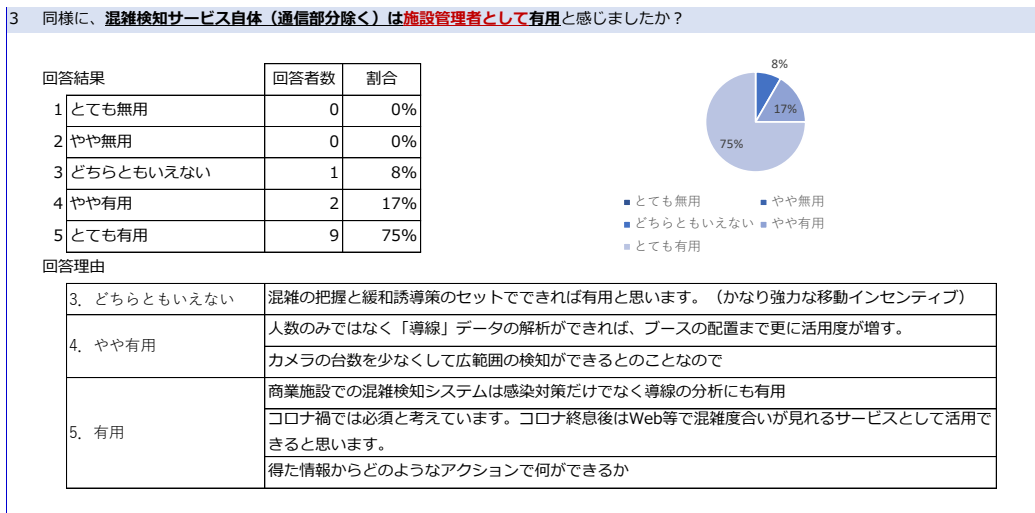 3 同様に、混雑検知サービス自体（通信部分除く）は施設管理者として有用と感じましたか？
回答結果 回答者数 割合
1 とても無用 0 0%
2 やや無用 0 0%
3 どちらともいえない 1 8%
4 やや有用 2 17%
5 とても有用 9 75%
8%
17%
75%
とても無用 やや無用
どちらともいえない やや有用
とても有用
回答理由
3．どちらともいえない 混雑の把握と緩和誘導策のセットでできれば有用と思います。（かなり強力な移動インセンティブ）
4．やや有用 人数のみではなく「導線」データの解析ができれば、ブースの配置まで更に活用度が増す。
カメラの台数を少なくして広範囲の検知ができるとのことなので
5．有用 商業施設での混雑検知システムは感染対策だけでなく導線の分析にも有用
コロナ禍では必須と考えています。コロナ終息後はWeb等で混雑度合いが見れるサービスとして活用で
きると思います。
得た情報からどのようなアクションで何ができるか